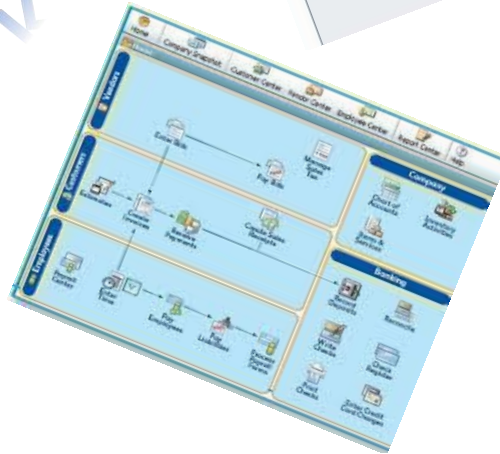 Home
Company Snapshot
Customer Center
Vendor Center
Employee Center
Report Center
Help
Home
Vendors
Enter Bills
Pay Bills
Manage
Sales
Tax
Customers
Estimates
Create
Invoices
Receive
Payments
Create Sales
Receipts
Employees
Payroll
Center
Enter
Time
Pay
Employees
Pay
Liabilities
Process
Payroll
Forms
Company
Chart of
Accounts
Inventory
Activities
Items &
Services
Banking
Record
Deposits
Reconcile
Write
Checks
Check
Register
Print
Checks
Enter Credit
Card Charges